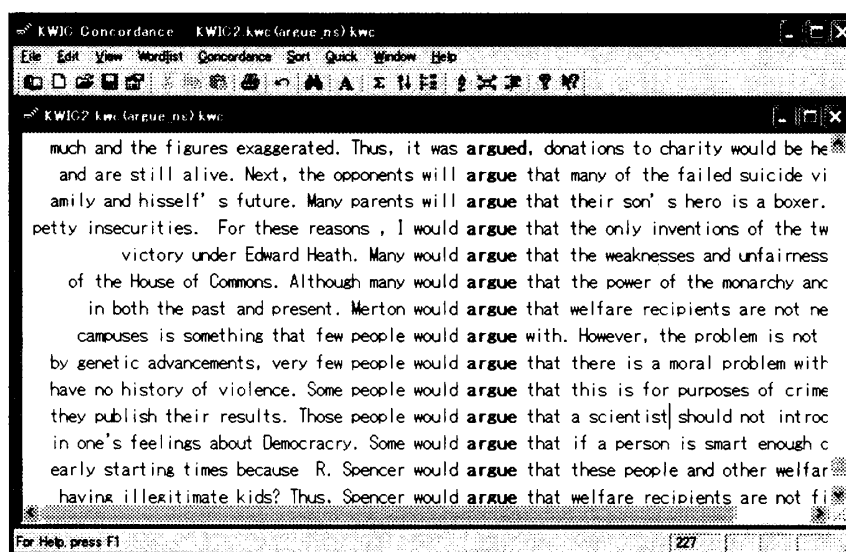 KWIC Concordance KWIC2.kwc(argue_ns).kwc
File Edit View Wordlist Concordance Sort Quick Window Help
KWIC2.kwc(argue_ns).kwc
much and the figures exaggerated. Thus, it was argued, donations to charity would be he
and are still alive. Next, the opponents will argue that many of the failed suicide vi
amily and hisself's future. Many parents will argue that their son's hero is a boxer.
petty insecurities. For these reasons , I would argue that the only inventions of the tw
victory under Edward Heath. Many would argue that the weaknesses and unfairness
of the House of Commons. Although many would argue that the power of the monarchy anc
in both the past and present. Merton would argue that welfare recipients are not ne
campuses is something that few people would argue with. However, the problem is not
by genetic advancements, very few people would argue that there is a moral problem with
have no history of violence. Some people would argue that this is for purposes of crime
they publish their results. Those people would argue that a scientist should not introc
in one's feelings about Democracry. Some would argue that if a person is smart enough c
early starting times because R. Spencer would argue that these people and other welfar
having illegitimate kids? Thus, Spencer would argue that welfare recipients are not fi
For Help, press F1 227